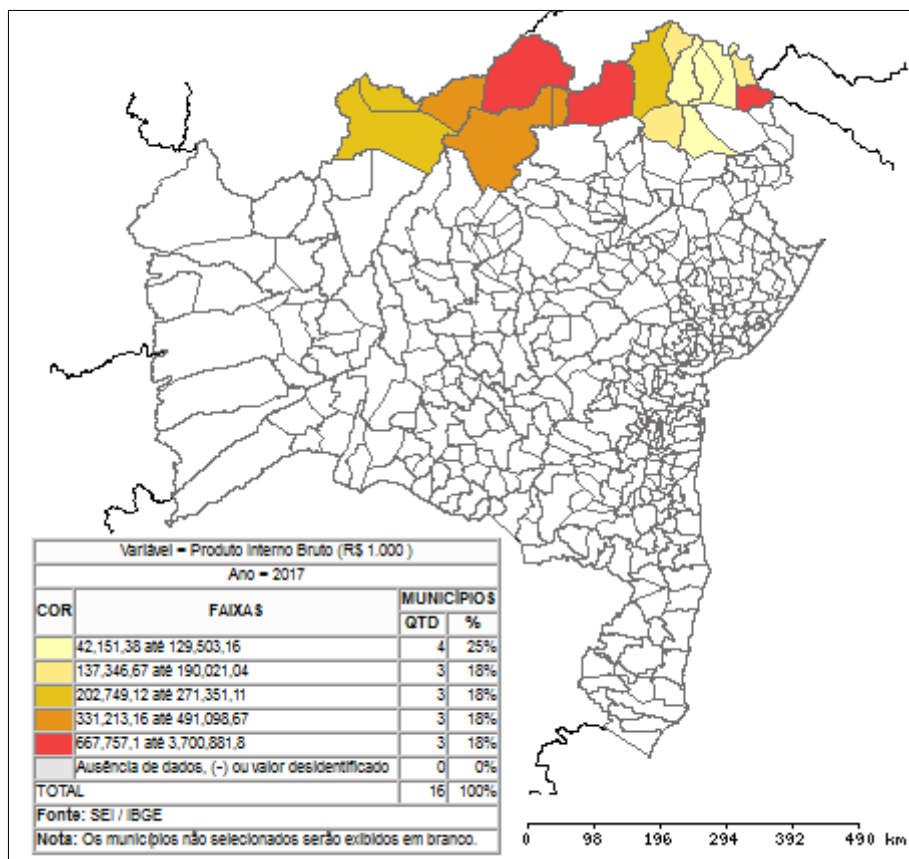 Variável = Produto Interno Bruto (R$ 1.000 )
Ano = 2017
COR FAIXAS MUNICÍPIOS
QTD %
42,151,38 até 129,503,16 4 25%
137,346,67 até 190,021,04 3 18%
202,749,12 até 271,351,11 3 18%
331,213,16 até 491,098,67 3 18%
667,757,1 até 3,700,881,8 3 18%
Ausência de dados, (-) ou valor desidentificado 0 0%
TOTAL 16 100%
Fonte: SEI / IBGE
Nota: Os municípios não selecionados serão exibidos em branco.
0 98 196 294 392 490 km